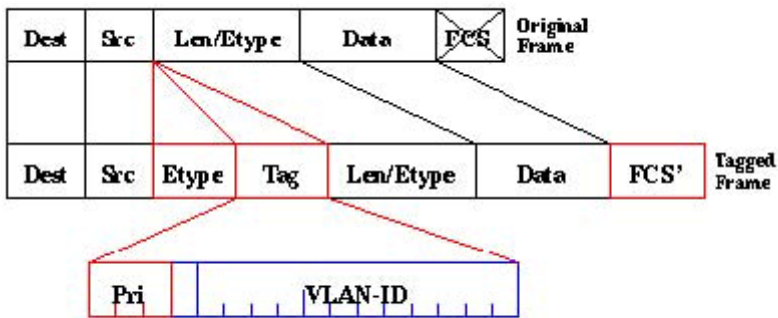 Dest Src Len/Etype Data FCS Original Frame
Dest Src Etype Tag Len/Etype Data FCS' Tagged Frame
Pri VLAN-ID